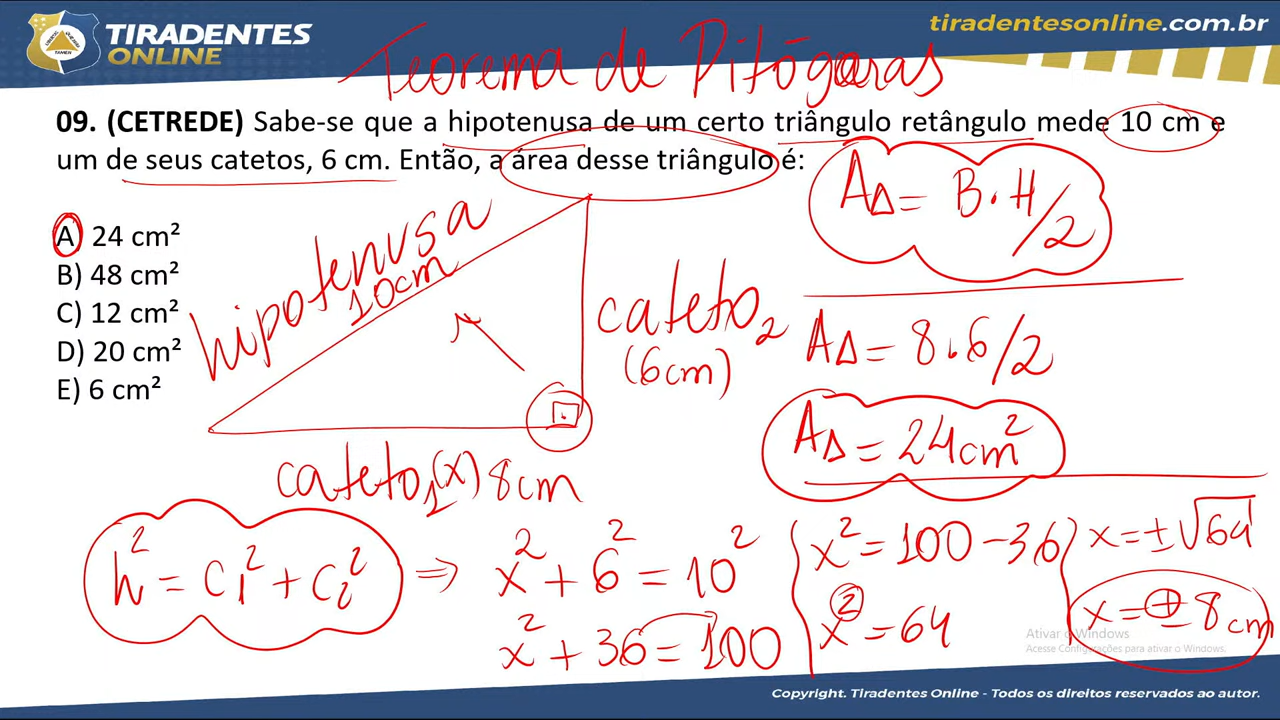 TIRADENTES
ONLINE
tiradentesonline.com.br
Teorema de Pitágoras
09. (CETREDE) Sabe-se que a hipotenusa de um certo triângulo retângulo mede 10 cm e
um de seus catetos, 6 cm. Então, a área desse triângulo é:
A) 24 cm²
B) 48 cm²
C) 12 cm²
D) 20 cm²
E) 6 cm²
hipotenusa
10cm
cateto₂
(6cm)
cateto₁(x) 8cm
A∆ = B.H/2
A∆ = 8.6/2
A∆ = 24cm²
h² = C1² + C2² ⇒ x² + 6² = 10²
x² + 36 = 100
x² = 100 - 36
x² = 64
x = ±√64
x = ± 8cm
Ativar o Windows
Acesse Configurações para ativar o Windows.
Copyright. Tiradentes Online - Todos os direitos reservados ao autor.